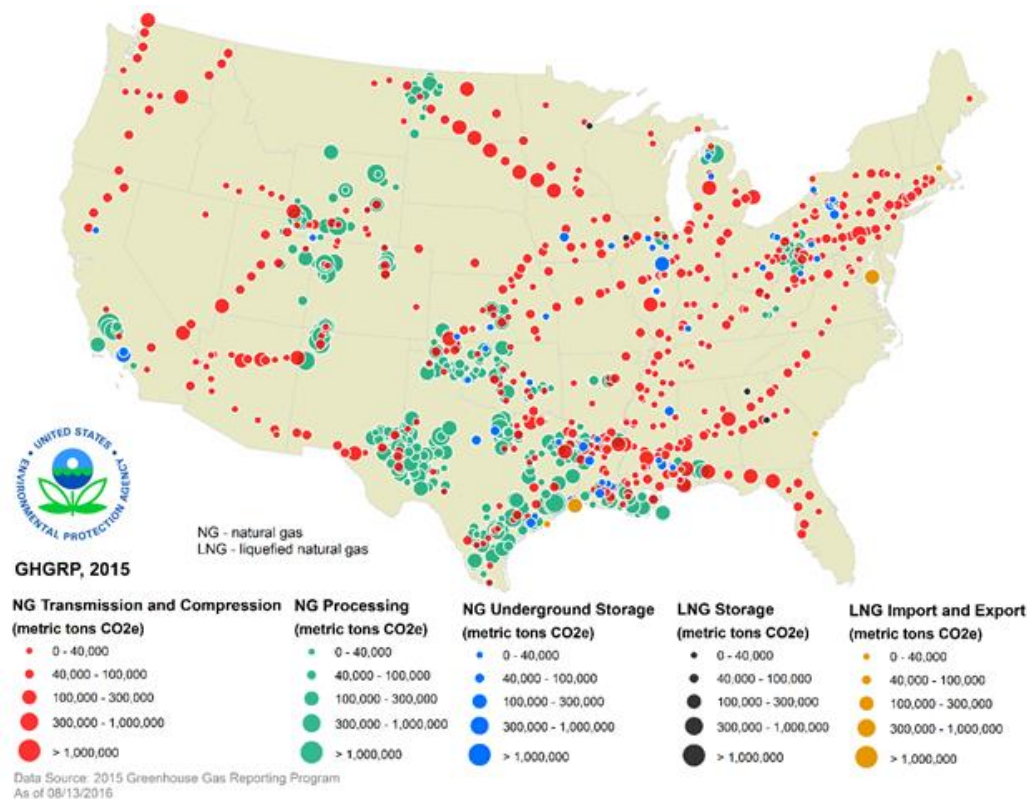 UNITED STATES
ENVIRONMENTAL PROTECTION AGENCY
NG - natural gas
LNG - liquefied natural gas
GHGRP, 2015
NG Transmission and Compression
(metric tons CO2e)
0 - 40,000
40,000 - 100,000
100,000 - 300,000
300,000 - 1,000,000
> 1,000,000
NG Processing
(metric tons CO2e)
0 - 40,000
40,000 - 100,000
100,000 - 300,000
300,000 - 1,000,000
> 1,000,000
NG Underground Storage
(metric tons CO2e)
0 - 40,000
40,000 - 100,000
100,000 - 300,000
300,000 - 1,000,000
> 1,000,000
LNG Storage
(metric tons CO2e)
0 - 40,000
40,000 - 100,000
100,000 - 300,000
300,000 - 1,000,000
> 1,000,000
LNG Import and Export
(metric tons CO2e)
0 - 40,000
40,000 - 100,000
100,000 - 300,000
300,000 - 1,000,000
> 1,000,000
Data Source: 2015 Greenhouse Gas Reporting Program
As of 08/13/2016